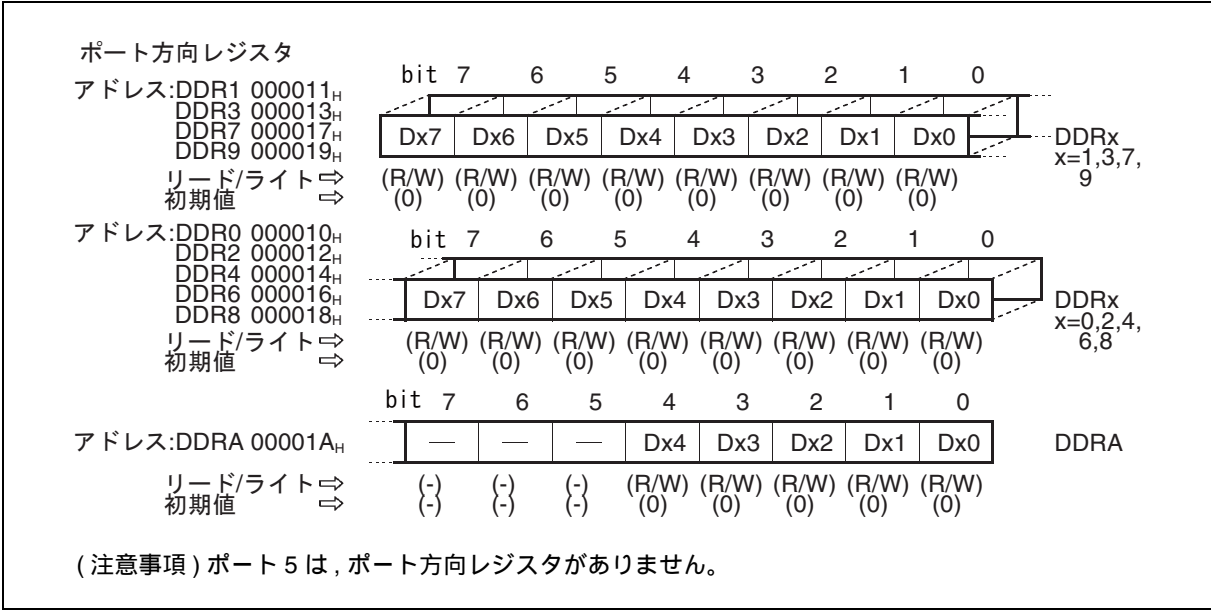 ポート方向レジスタ
bit 7 6 5 4 3 2 1 0
アドレス:DDR1 000011H
DDR3 000013H
DDR7 000017H
DDR9 000019H
Dx7 Dx6 Dx5 Dx4 Dx3 Dx2 Dx1 Dx0
DDRx
x=1,3,7,
9
リード/ライト⇨ (R/W) (R/W) (R/W) (R/W) (R/W) (R/W) (R/W) (R/W)
初期値 ⇨ (0) (0) (0) (0) (0) (0) (0) (0)
アドレス:DDR0 000010H
DDR2 000012H
DDR4 000014H
DDR6 000016H
DDR8 000018H
bit 7 6 5 4 3 2 1 0
Dx7 Dx6 Dx5 Dx4 Dx3 Dx2 Dx1 Dx0
DDRx
x=0,2,4,
6,8
リード/ライト⇨ (R/W) (R/W) (R/W) (R/W) (R/W) (R/W) (R/W) (R/W)
初期値 ⇨ (0) (0) (0) (0) (0) (0) (0) (0)
bit 7 6 5 4 3 2 1 0
アドレス:DDRA 00001AH — — — Dx4 Dx3 Dx2 Dx1 Dx0 DDRA
リード/ライト⇨ (-) (-) (-) (R/W) (R/W) (R/W) (R/W) (R/W)
初期値 ⇨ (-) (-) (-) (0) (0) (0) (0) (0)
(注意事項)ポート5は,ポート方向レジスタがありません。